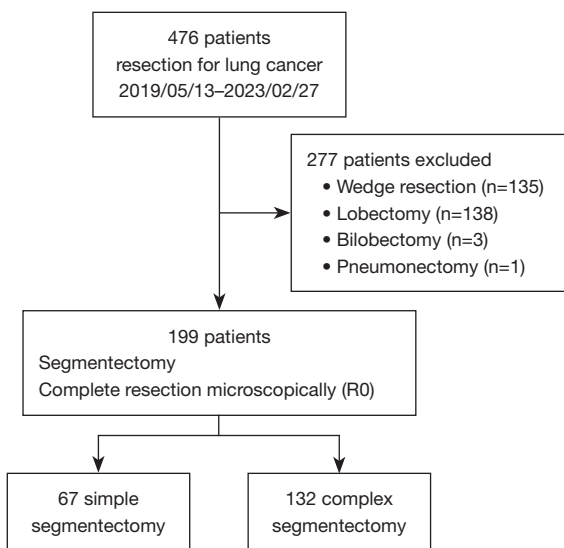 476 patients
resection for lung cancer
2019/05/13–2023/02/27
277 patients excluded
• Wedge resection (n=135)
• Lobectomy (n=138)
• Bilobectomy (n=3)
• Pneumonectomy (n=1)
199 patients
Segmentectomy
Complete resection microscopically (R0)
67 simple
segmentectomy
132 complex
segmentectomy